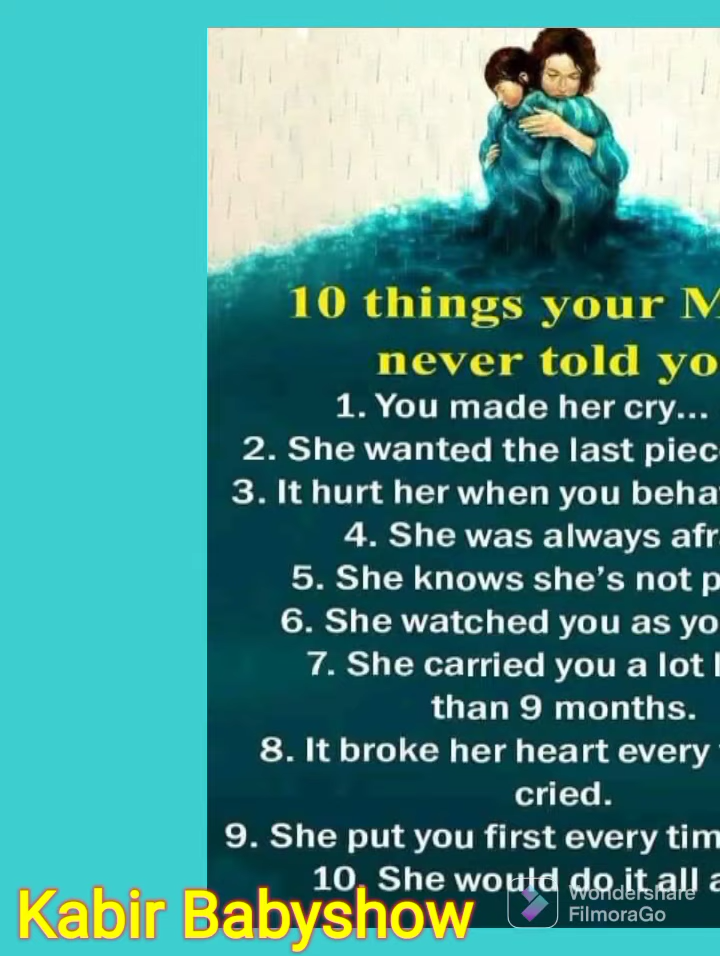 10 things your M
never told yo
1. You made her cry...
2. She wanted the last piec
3. It hurt her when you beha
4. She was always afr
5. She knows she's not p
6. She watched you as yo
7. She carried you a lot l
than 9 months.
8. It broke her heart every
cried.
9. She put you first every tim
10. She would do it all a
Kabir Babyshow
Wondershare
FilmoraGo